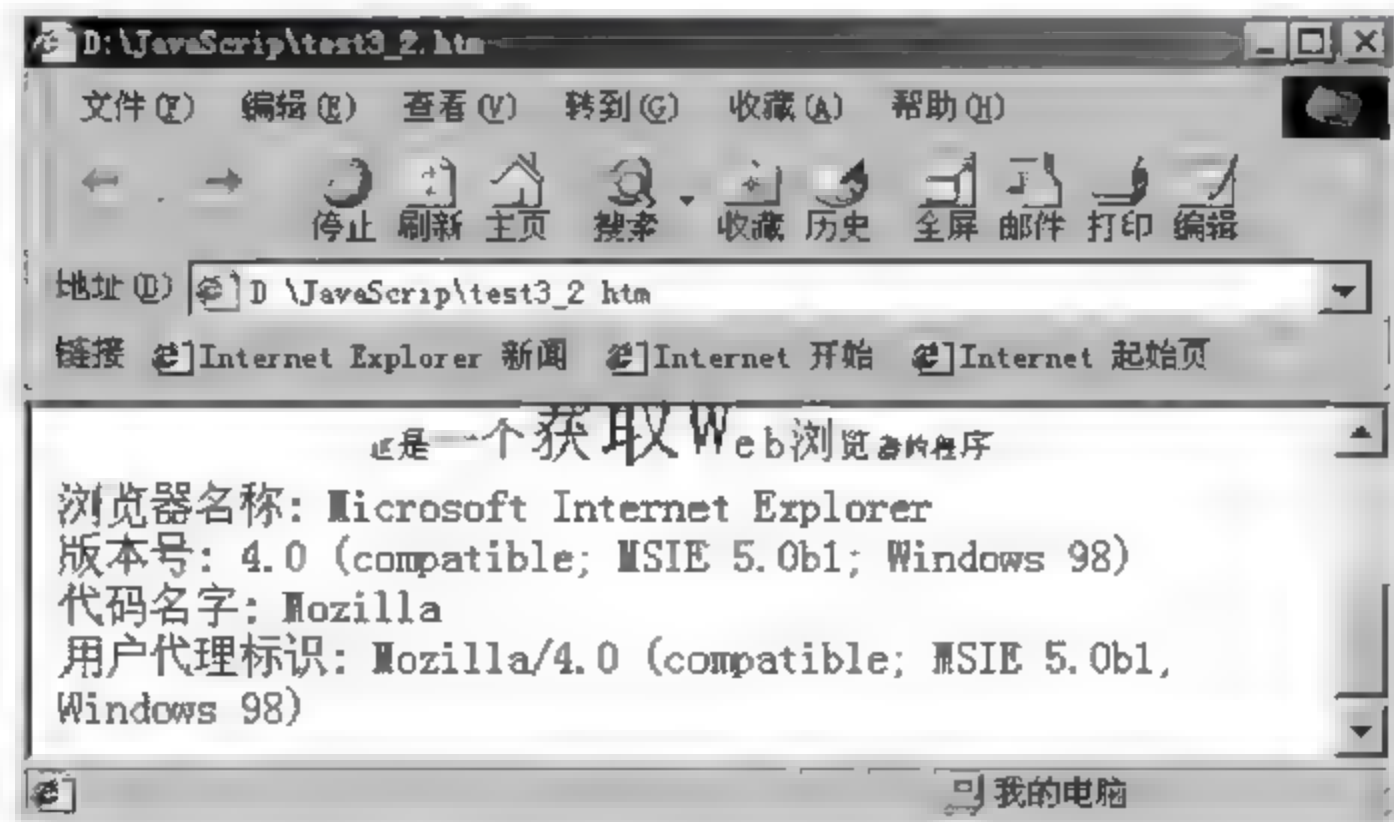 D:\JavaScrip\test3_2.htm
文件(F) 编辑(E) 查看(V) 转到(G) 收藏(A) 帮助(H)
停止 刷新 主页 搜索 收藏 历史 全屏 邮件 打印 编辑
地址(D) D \JavaScrip\test3_2 htm
链接 Internet Explorer 新闻 Internet 开始 Internet 起始页
这是一个获取Web浏览器的程序
浏览器名称: Microsoft Internet Explorer
版本号: 4.0 (compatible; MSIE 5.0b1; Windows 98)
代码名字: Mozilla
用户代理标识: Mozilla/4.0 (compatible; MSIE 5.0b1,
Windows 98)
我的电脑